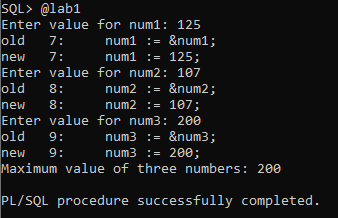 SQL> @lab1
Enter value for num1: 125
old   7:     num1 := &num1;
new   7:     num1 := 125;
Enter value for num2: 107
old   8:     num2 := &num2;
new   8:     num2 := 107;
Enter value for num3: 200
old   9:     num3 := &num3;
new   9:     num3 := 200;
Maximum value of three numbers: 200
PL/SQL procedure successfully completed.